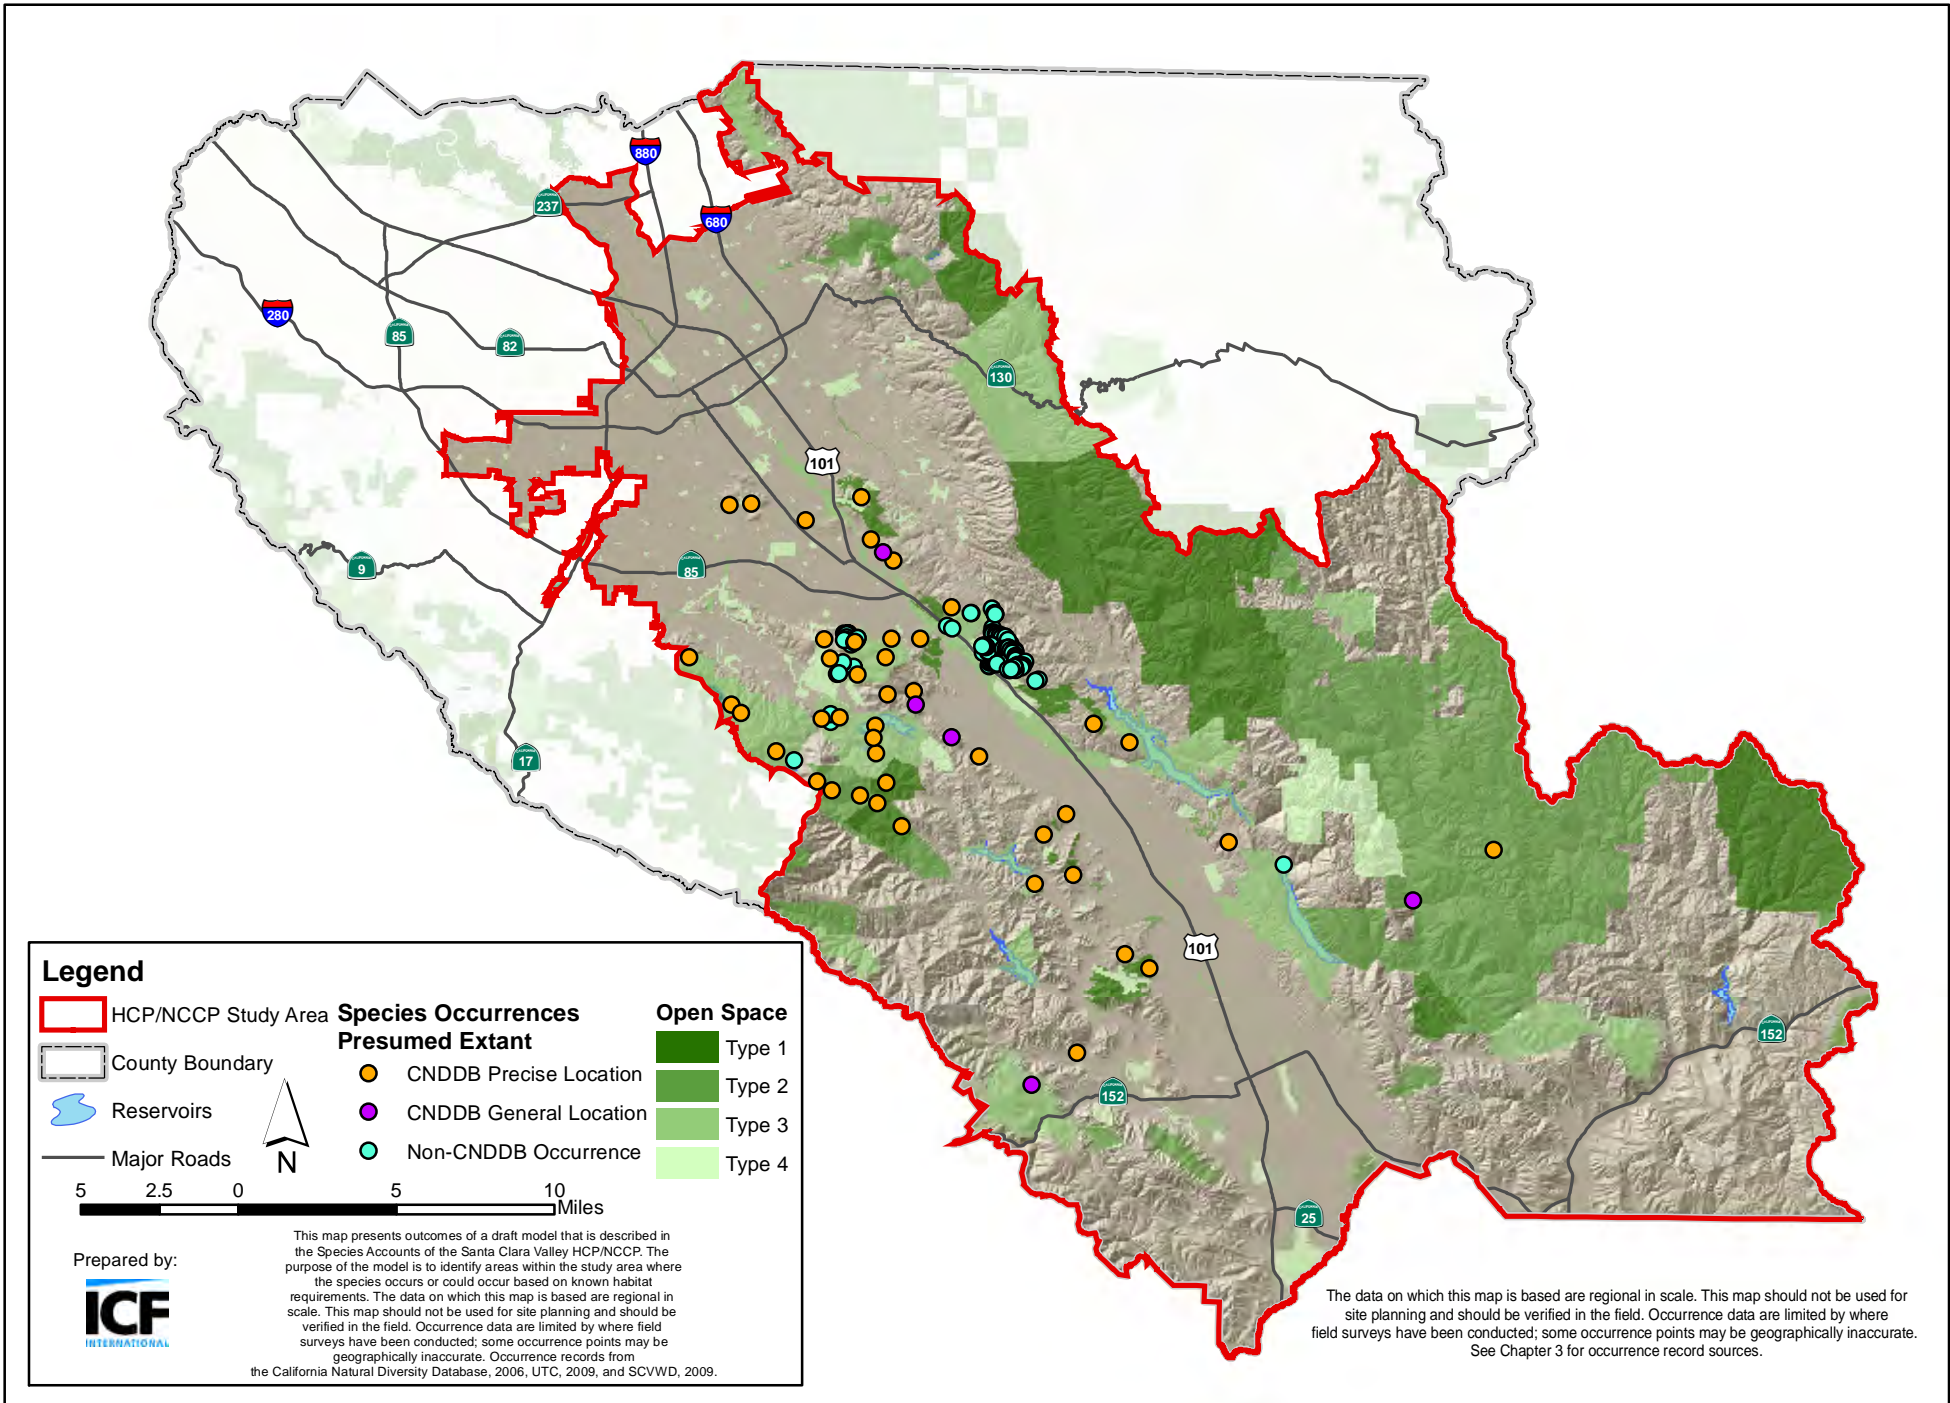 880
237
680
280
85
82
130
101
9
85
17
101
152
152
25
Legend
HCP/NCCP Study Area
County Boundary
Reservoirs
Major Roads
N
Species Occurrences
Presumed Extant
CNDDB Precise Location
CNDDB General Location
Non-CNDDB Occurrence
Open Space
Type 1
Type 2
Type 3
Type 4
5 2.5 0 5 10
Miles
Prepared by:
ICF
INTERNATIONAL
This map presents outcomes of a draft model that is described in
the Species Accounts of the Santa Clara Valley HCP/NCCP. The
purpose of the model is to identify areas within the study area where
the species occurs or could occur based on known habitat
requirements. The data on which this map is based are regional in
scale. This map should not be used for site planning and should be
verified in the field. Occurrence data are limited by where field
surveys have been conducted; some occurrence points may be
geographically inaccurate. Occurrence records from
the California Natural Diversity Database, 2006, UTC, 2009, and SCVWD, 2009.
The data on which this map is based are regional in scale. This map should not be used for
site planning and should be verified in the field. Occurrence data are limited by where
field surveys have been conducted; some occurrence points may be geographically inaccurate.
See Chapter 3 for occurrence record sources.